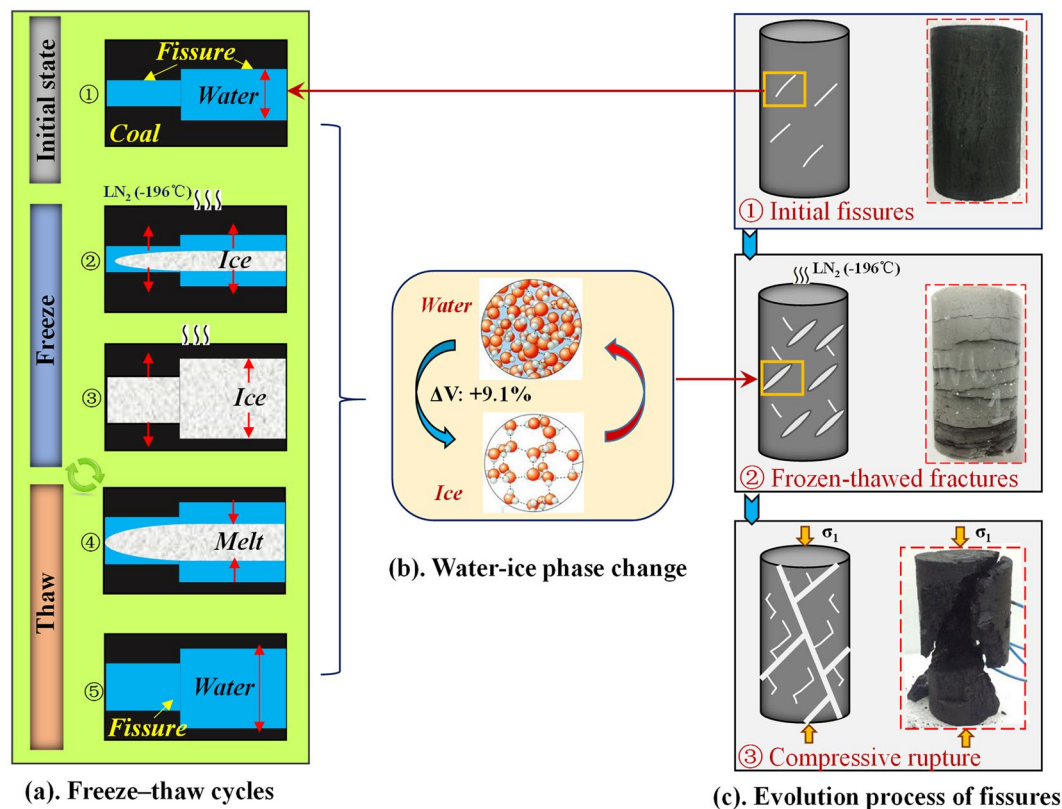 Initial state
①
Fissure
Water
Coal
Freeze
LN₂ (-196℃)
②
Ice
③
Ice
Thaw
④
Melt
⑤
Water
Fissure
(a). Freeze–thaw cycles
Water
ΔV: +9.1%
Ice
(b). Water-ice phase change
① Initial fissures
LN₂ (-196℃)
② Frozen-thawed fractures
σ₁
σ₁
③ Compressive rupture
(c). Evolution process of fissures